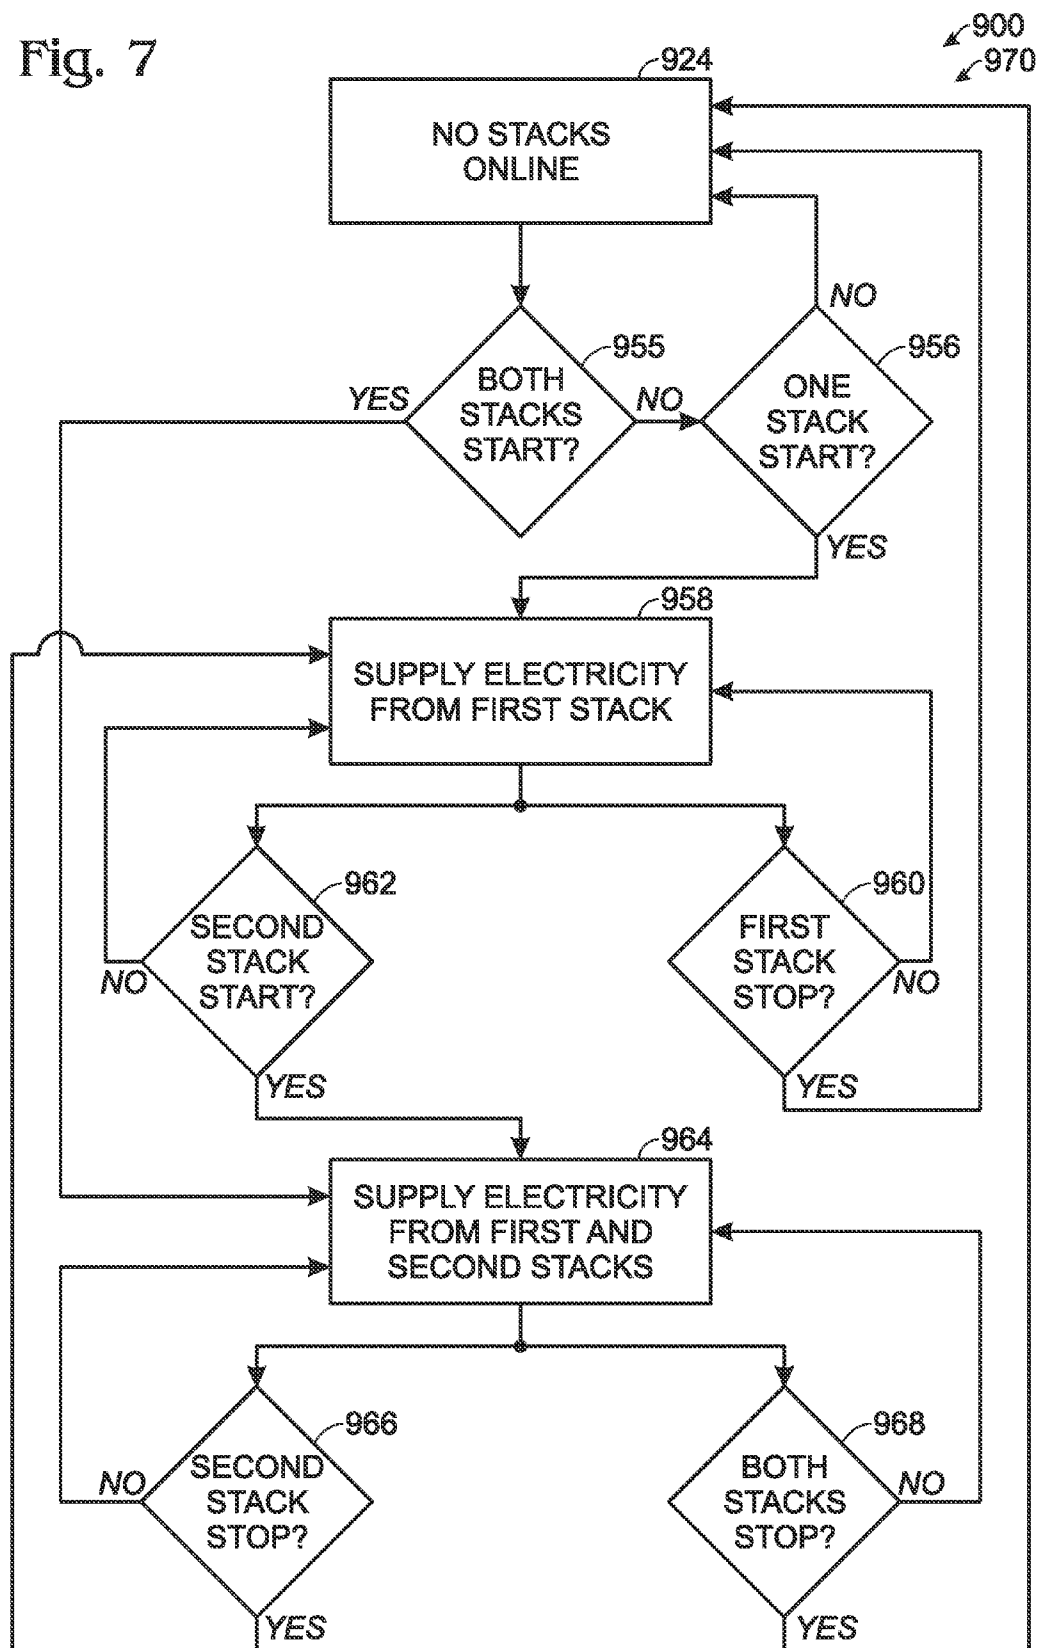 Fig. 7
900
970
924
NO STACKS
ONLINE
NO
955
956
BOTH
STACKS
START?
YES
NO
ONE
STACK
START?
YES
958
SUPPLY ELECTRICITY
FROM FIRST STACK
962
960
SECOND
STACK
START?
FIRST
STACK
STOP?
NO
NO
YES
YES
964
SUPPLY ELECTRICITY
FROM FIRST AND
SECOND STACKS
966
968
SECOND
STACK
STOP?
BOTH
STACKS
STOP?
NO
NO
YES
YES